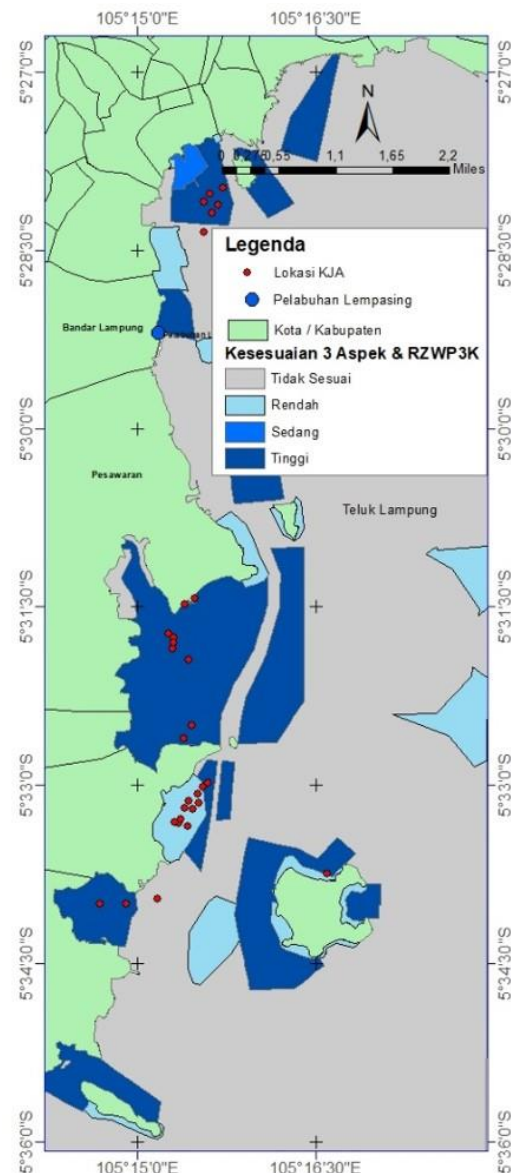 105°15'0"E 105°16'30"E
5°27'0"S 5°27'0"S
N
0 0,275 0,55 1,1 1,65 2,2
Miles
5°28'30"S 5°28'30"S
Legenda
Lokasi KJA
Pelabuhan Lempasing
Kota / Kabupaten
Kesesuaian 3 Aspek & RZWP3K
Tidak Sesuai
Rendah
Sedang
Tinggi
Bandar Lampung
5°30'0"S 5°30'0"S
Pesawaran
Teluk Lampung
5°31'30"S 5°31'30"S
5°33'0"S 5°33'0"S
5°34'30"S 5°34'30"S
5°36'0"S 5°36'0"S
105°15'0"E 105°16'30"E